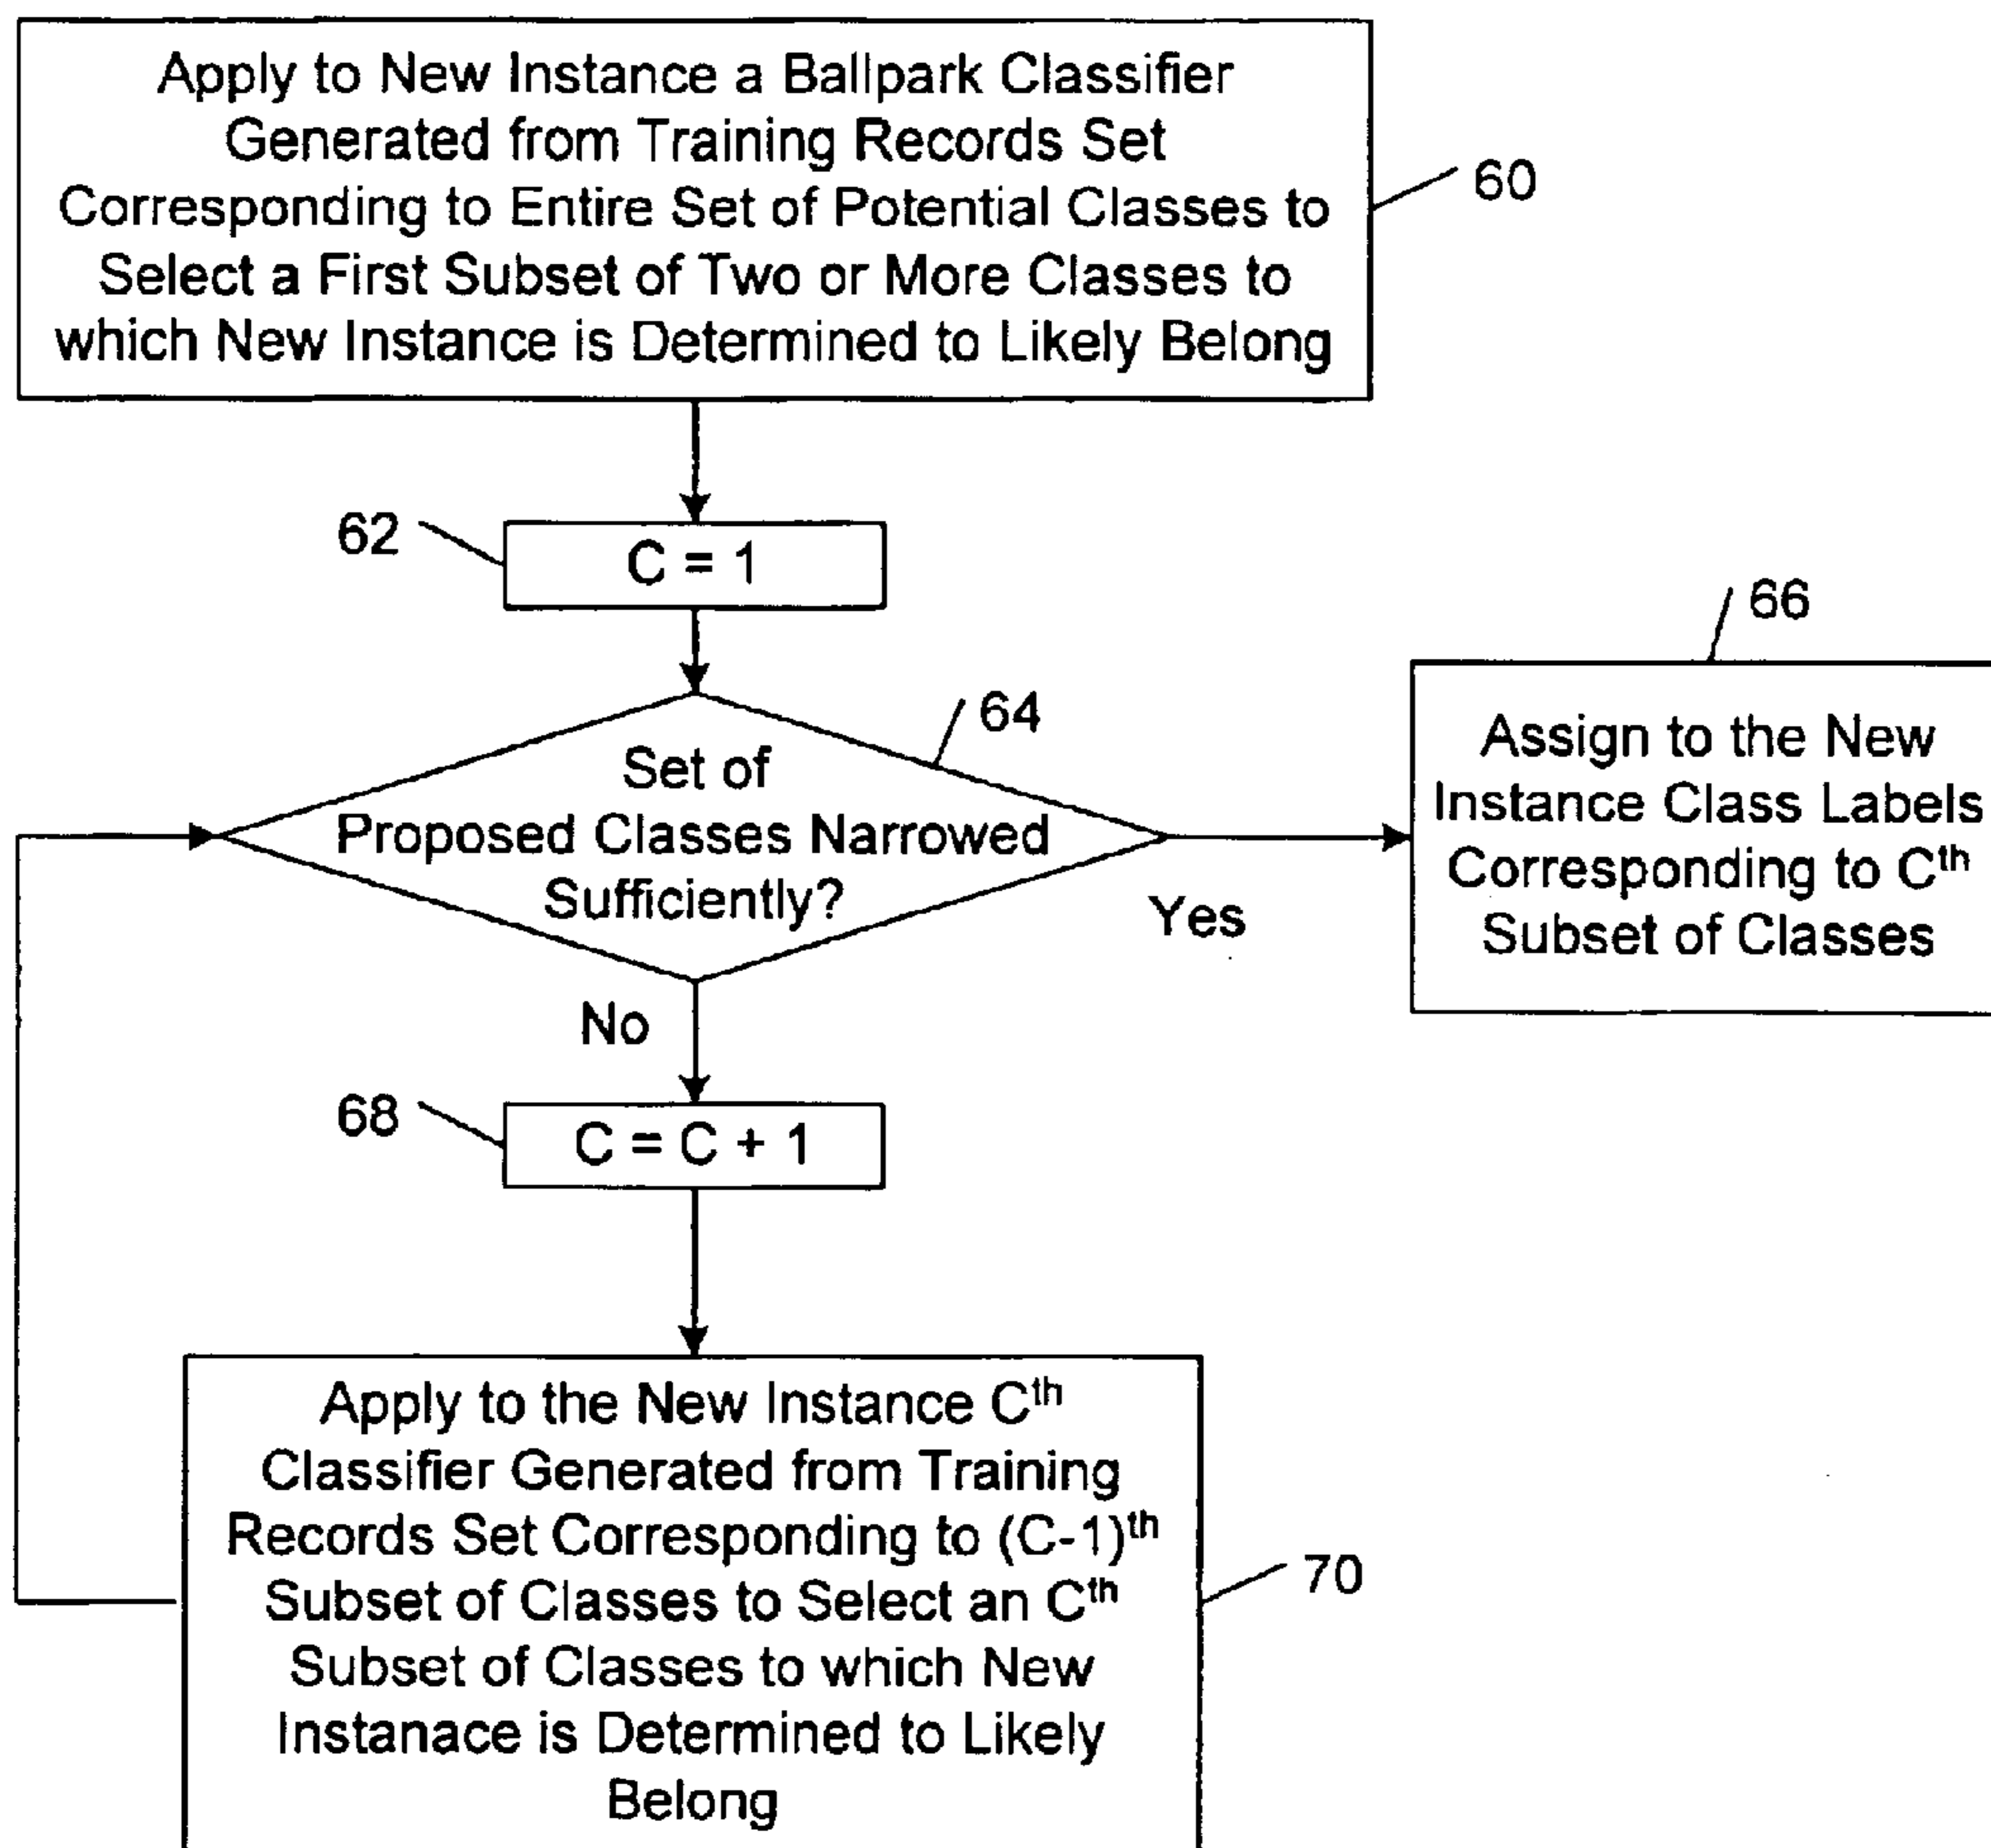 Apply to New Instance a Ballpark Classifier
Generated from Training Records Set
Corresponding to Entire Set of Potential Classes to
Select a First Subset of Two or More Classes to
which New Instance is Determined to Likely Belong
60
62
C = 1
64
Set of
Proposed Classes Narrowed
Sufficiently?
Yes
66
Assign to the New
Instance Class Labels
Corresponding to Cth
Subset of Classes
No
68
C = C + 1
Apply to the New Instance Cth
Classifier Generated from Training
Records Set Corresponding to (C-1)th
Subset of Classes to Select an Cth
Subset of Classes to which New
Instanace is Determined to Likely
Belong
70